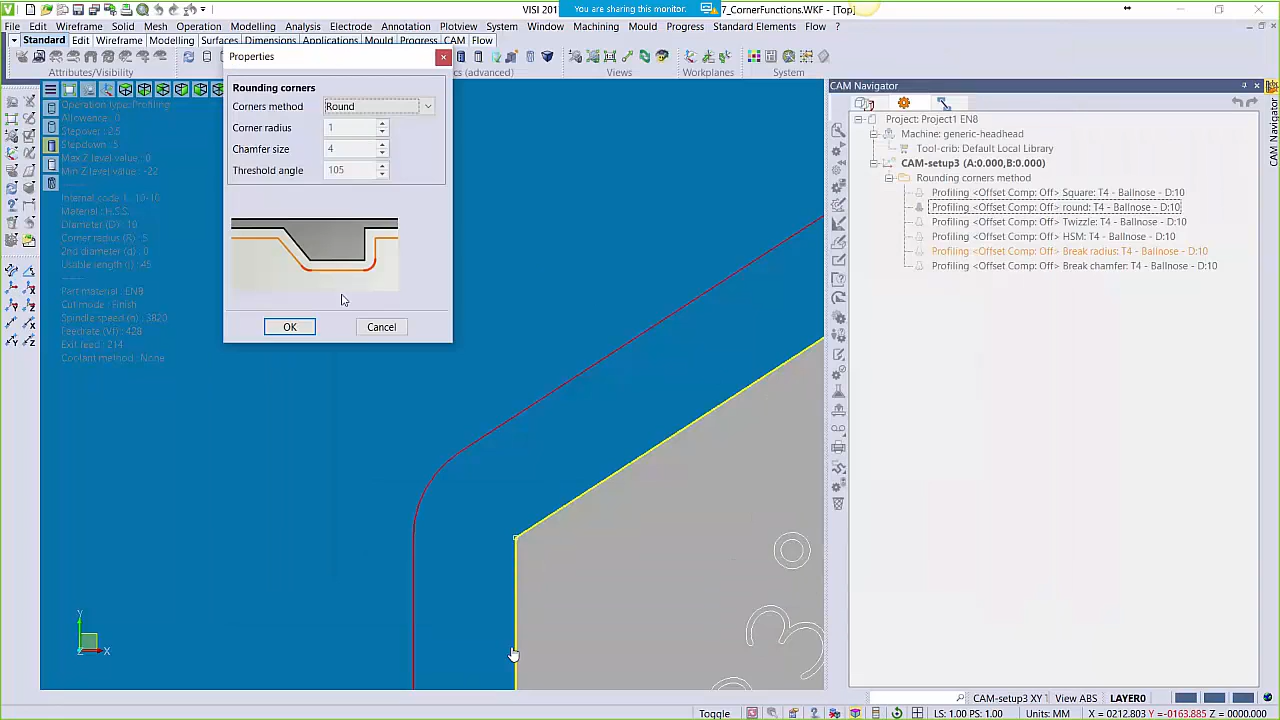 VISI 201
You are sharing this monitor.
7_CornerFunctions.WKF - [Top]
File Edit Wireframe Solid Mesh Operation Surfaces Analysis Electrode Annotation Plotview System Window Machining Mould Progress Standard Elements Flow ?
Standard Edit Wireframe Modelling Surfaces Dimensions Applications Mould Progress CAM Flow
Attributes/Visibility
cs (advanced)
Views
Workplanes
System
Operation type:Profiling
Allowance : 0
Stepover : 2.5
Stepdown : 5
Max Z level value : 0
Min Z level value : -22
Internal code 1: 10-10
Material : H.S.S.
Diameter (D) : 10
Corner radius (R) : 5
2nd diameter (d) : 0
Usable length (l) : 45
Part material : EN8
Cut mode : Finish
Spindle speed (n) : 3820
Feedrate (Vf) : 428
Exit feed : 214
Coolant method : None
Properties
Rounding corners
Corners method Round
Corner radius 1
Chamfer size 4
Threshold angle 105
OK Cancel
3
Y
Z
X
CAM Navigator
Project: Project1 EN8
Machine: generic-headhead
Tool-crib: Default Local Library
CAM-setup3 (A:0.000,B:0.000)
Rounding corners method
Profiling <Offset Comp: Off> Square: T4 - Ballnose - D:10
Profiling <Offset Comp: Off> round: T4 - Ballnose - D:10
Profiling <Offset Comp: Off> Twizzle: T4 - Ballnose - D:10
Profiling <Offset Comp: Off> HSM: T4 - Ballnose - D:10
Profiling <Offset Comp: Off> Break radius: T4 - Ballnose - D:10
Profiling <Offset Comp: Off> Break chamfer: T4 - Ballnose - D:10
CAM Navigator
CAM-setup3 XY View ABS LAYER0
Toggle
LS: 1.00 PS: 1.00 Units: MM X = 0212.803 Y =-0163.885 Z = 0000.000